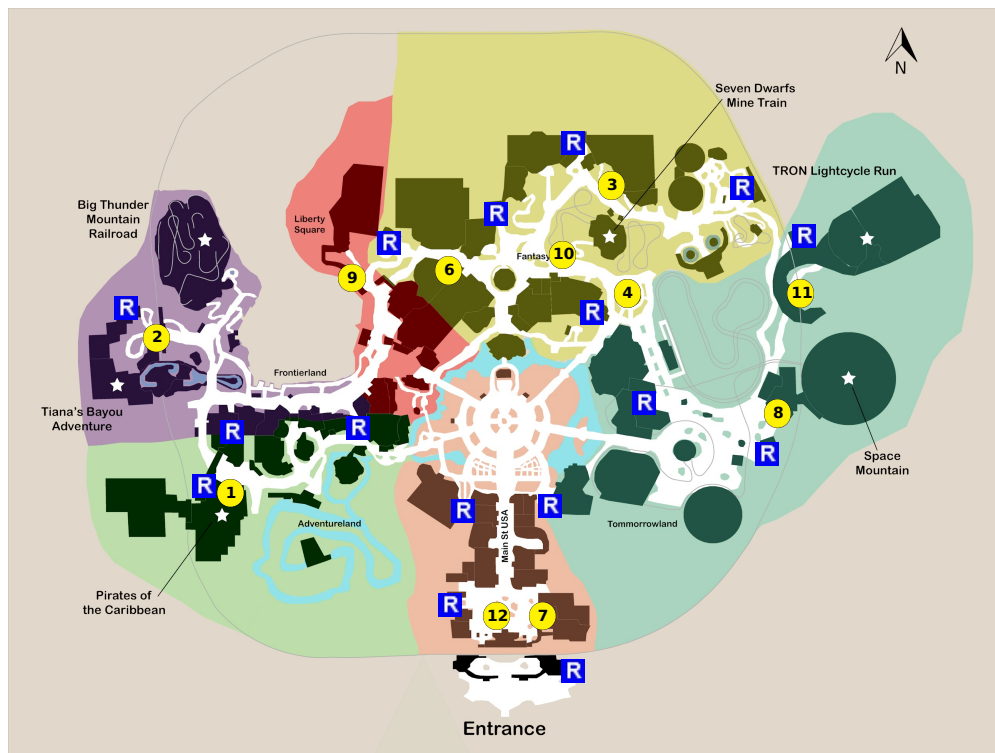 N
Seven Dwarfs
Mine Train
TRON Lightcycle Run
R
3
R
Big Thunder
Mountain
Railroad
Liberty
Square
R
R
R
Fantasy
10
6
9
4
11
R
R
2
Frontierland
R
Tiana's Bayou
Adventure
R
R
8
R
Space
Mountain
R
1
R
R
Adventureland
Main St USA
Tommorrowland
Pirates of
the Caribbean
R
12
7
R
Entrance